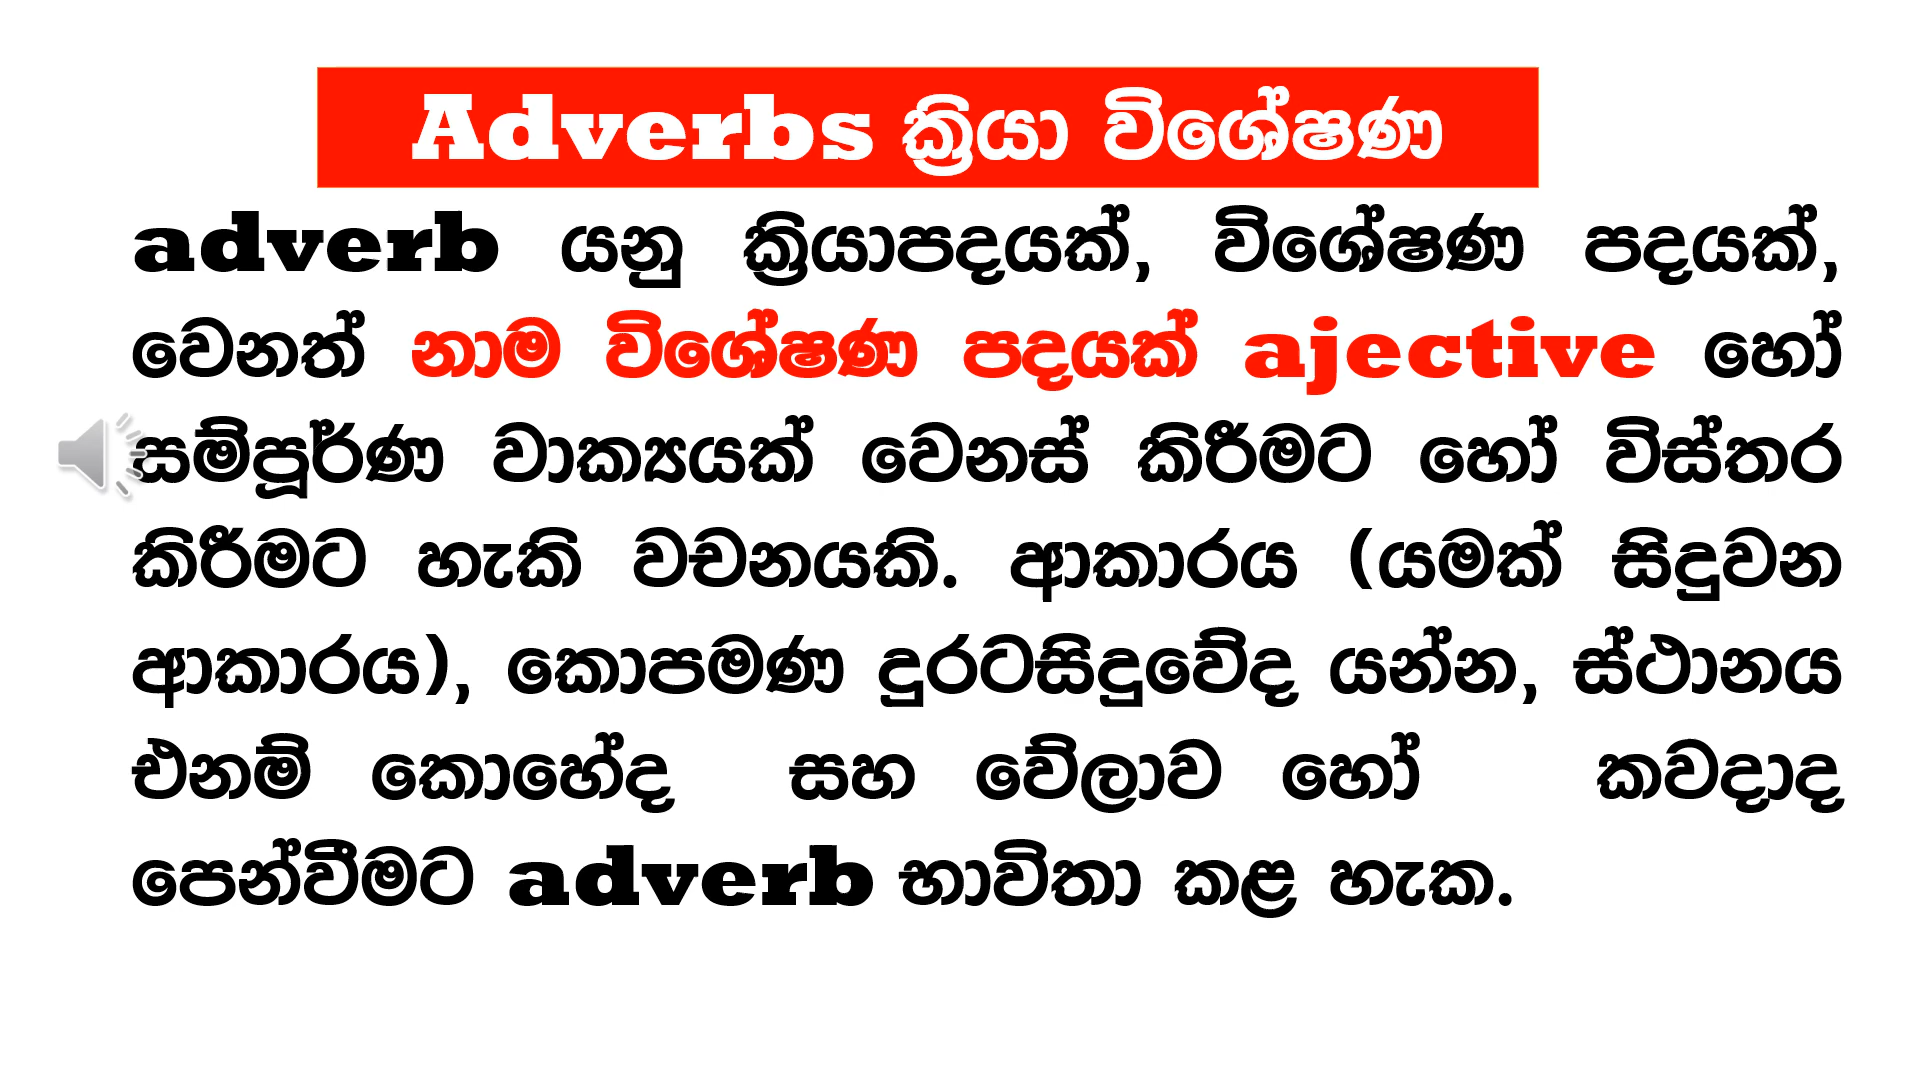 Adverbs ක්‍රියා විශේෂණ
adverb යනු ක්‍රියාපදයක්, විශේෂණ පදයක්,
වෙනත් නාම විශේෂණ පදයක් ajective හෝ
සම්පූර්ණ වාක්‍යයක් වෙනස් කිරීමට හෝ විස්තර
කිරීමට හැකි වචනයකි. ආකාරය (යමක් සිදුවන
ආකාරය), කොපමණ දුරටසිදුවේද යන්න, ස්ථානය
එනම් කොහේද සහ වේලාව හෝ කවදාද
පෙන්වීමට adverb භාවිතා කළ හැක.